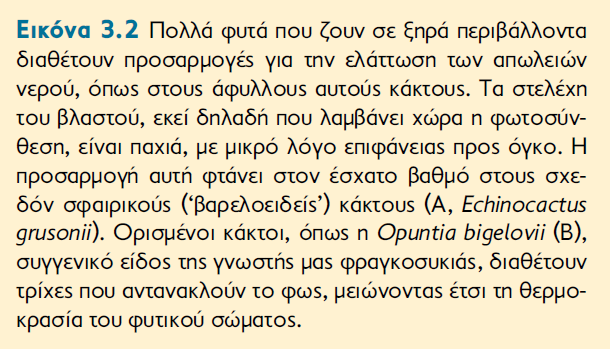 Εικόνα 3.2 Πολλά φυτά που ζουν σε ξηρά περιβάλλοντα
διαθέτουν προσαρμογές για την ελάττωση των απωλειών
νερού, όπως στους άφυλλους αυτούς κάκτους. Τα στελέχη
του βλαστού, εκεί δηλαδή που λαμβάνει χώρα η φωτοσύν-
θεση, είναι παχιά, με μικρό λόγο επιφάνειας προς όγκο. Η
προσαρμογή αυτή φτάνει στον έσχατο βαθμό στους σχε-
δόν σφαιρικούς (‘βαρελοειδείς’) κάκτους (Α, Echinocactus
grusonii). Ορισμένοι κάκτοι, όπως η Opuntia bigelovii (Β),
συγγενικό είδος της γνωστής μας φραγκοσυκιάς, διαθέτουν
τρίχες που αντανακλούν το φως, μειώνοντας έτσι τη θερμο-
κρασία του φυτικού σώματος.